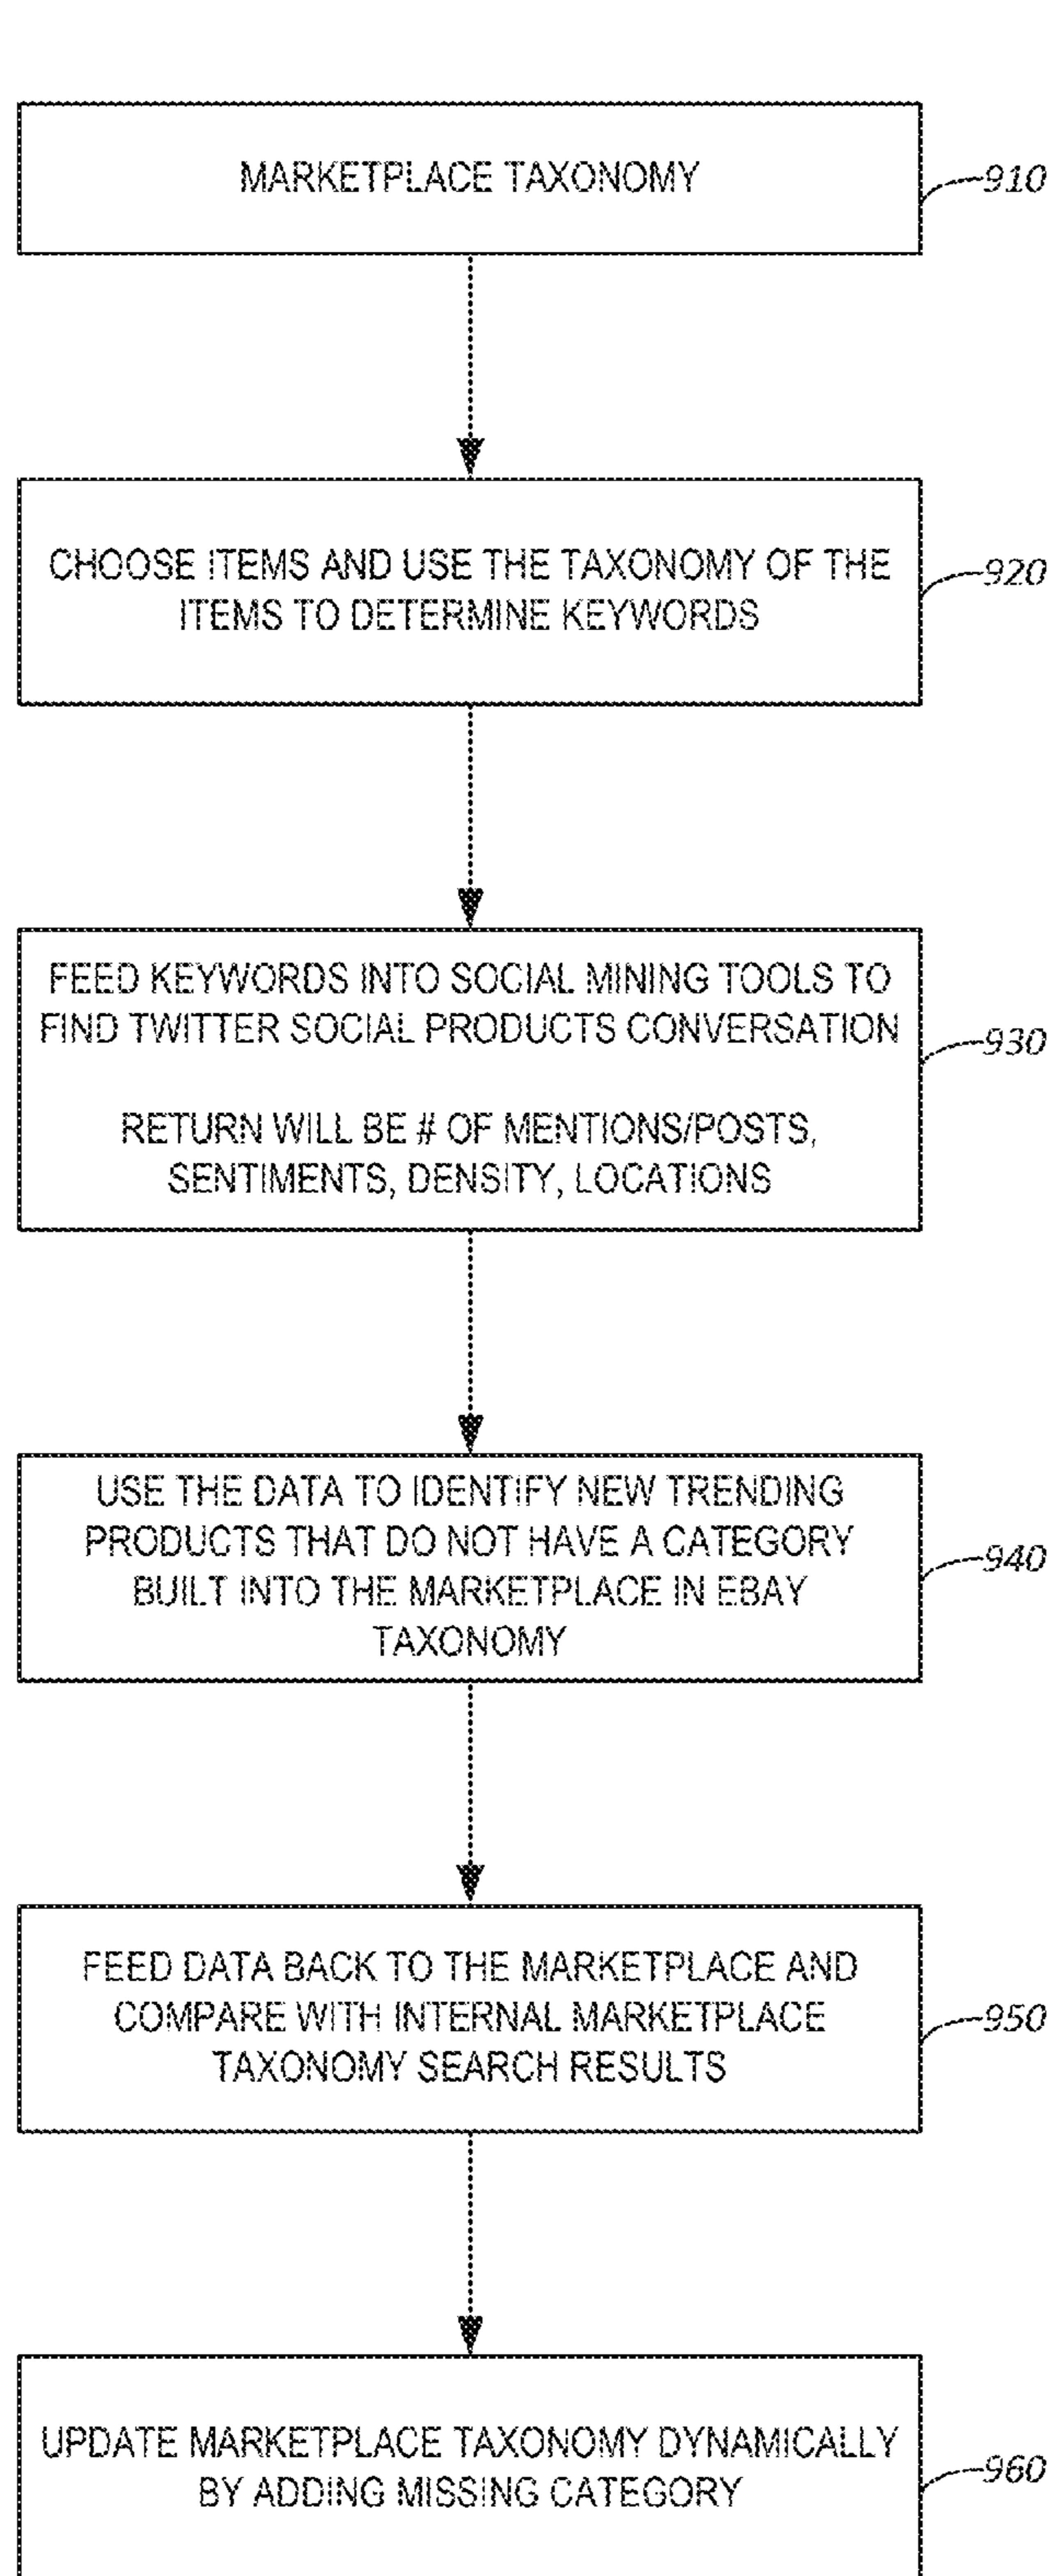 MARKETPLACE TAXONOMY
910
CHOOSE ITEMS AND USE THE TAXONOMY OF THE
ITEMS TO DETERMINE KEYWORDS
920
FEED KEYWORDS INTO SOCIAL MINING TOOLS TO
FIND TWITTER SOCIAL PRODUCTS CONVERSATION
RETURN WILL BE # OF MENTIONS/POSTS,
SENTIMENTS, DENSITY, LOCATIONS
930
USE THE DATA TO IDENTIFY NEW TRENDING
PRODUCTS THAT DO NOT HAVE A CATEGORY
BUILT INTO THE MARKETPLACE IN EBAY
TAXONOMY
940
FEED DATA BACK TO THE MARKETPLACE AND
COMPARE WITH INTERNAL MARKETPLACE
TAXONOMY SEARCH RESULTS
950
UPDATE MARKETPLACE TAXONOMY DYNAMICALLY
BY ADDING MISSING CATEGORY
960